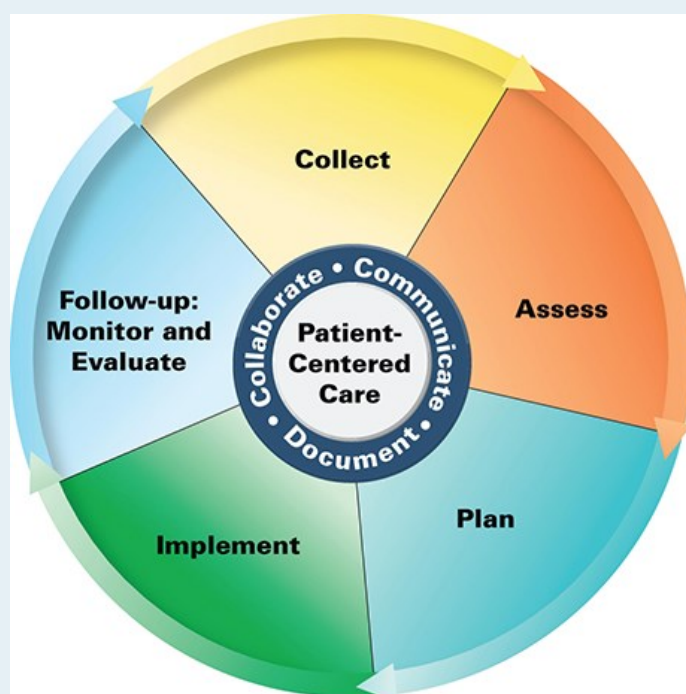 Collect
Assess
Plan
Implement
Follow-up:
Monitor and
Evaluate
Collaborate • Communicate • Document •
Patient-
Centered
Care